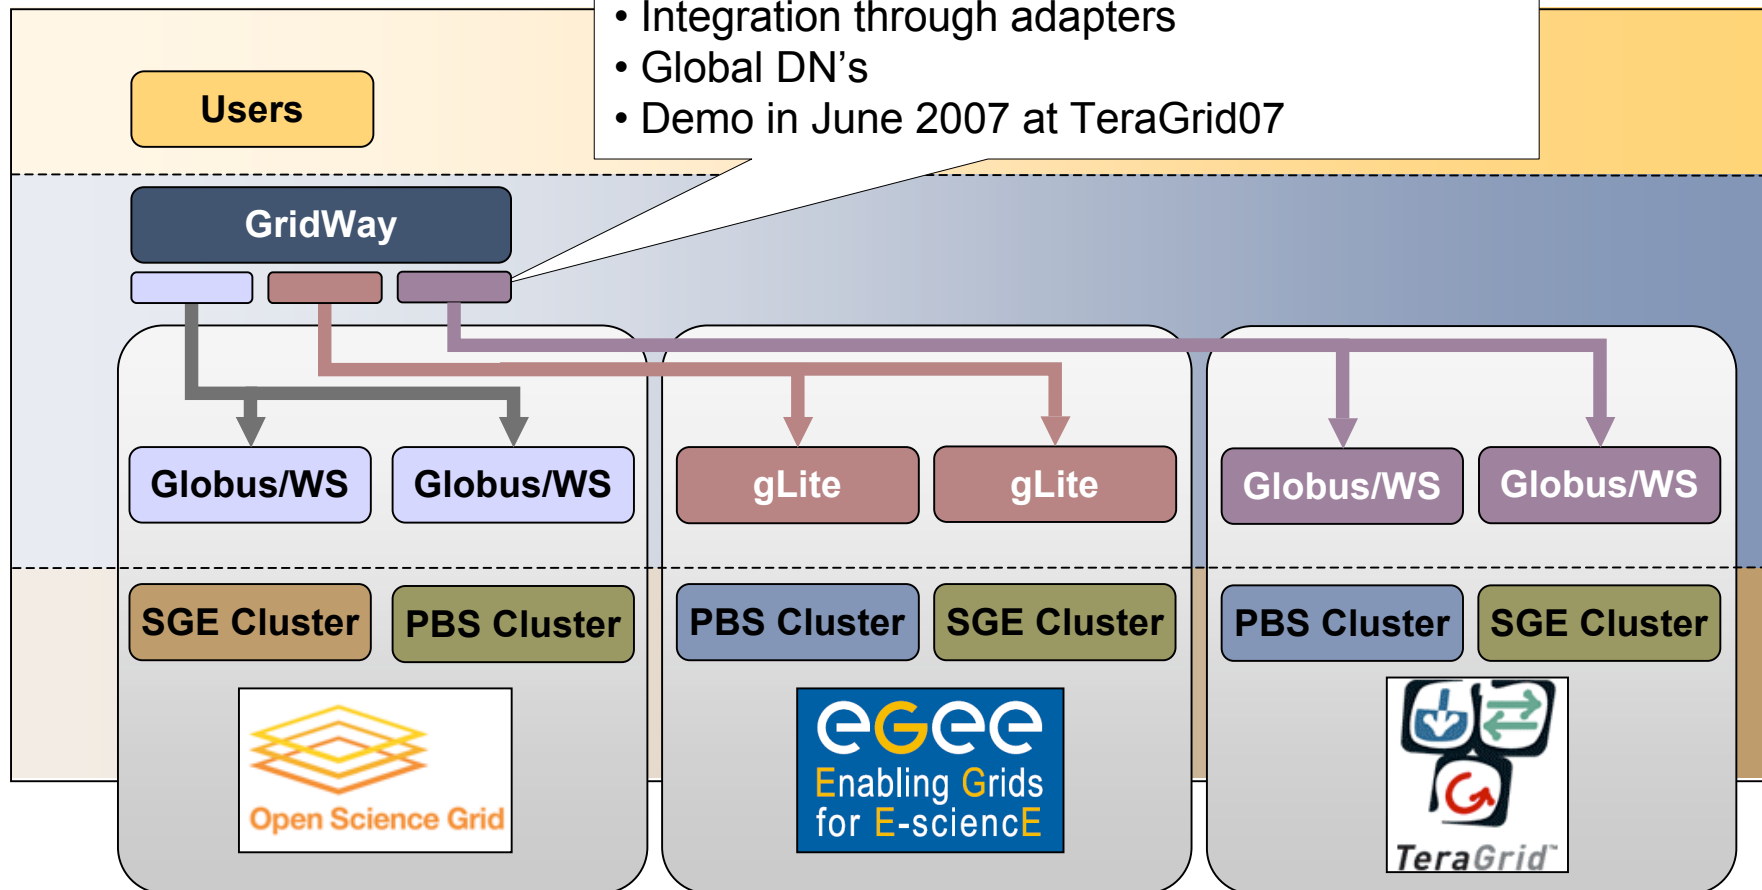 • Integration through adapters
• Global DN’s
• Demo in June 2007 at TeraGrid07
Users
GridWay
Globus/WS
Globus/WS
gLite
gLite
Globus/WS
Globus/WS
SGE Cluster
PBS Cluster
PBS Cluster
SGE Cluster
PBS Cluster
SGE Cluster
Open Science Grid
eGee
Enabling Grids
for E-sciencE
TeraGrid™